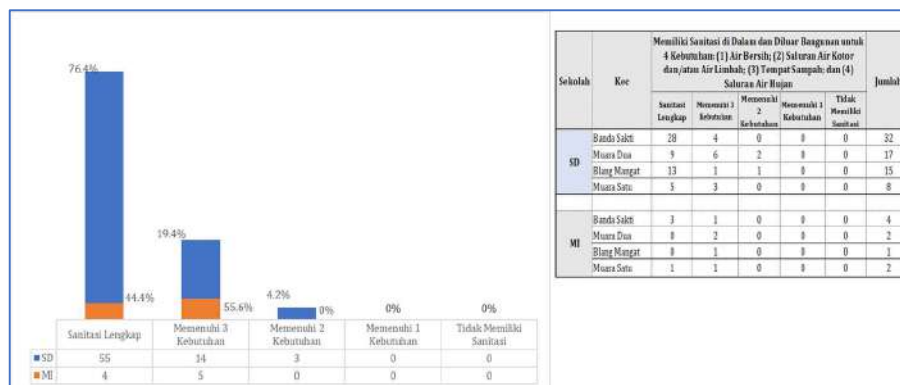 76.4%
44.4%
19.4%
55.6%
4.2%
0%
0%
0%
Sanitasi Lengkap Memenuhi 3 Kebutuhan Memenuhi 2 Kebutuhan Memenuhi 1 Kebutuhan Tidak Memiliki Sanitasi
SD 55 14 3 0 0
MI 4 5 0 0 0
Sekolah Kec Memiliki Sanitasi di Dalam dan Diluar Bangunan untuk
4 Kebutuhan: (1) Air Bersih; (2) Saluran Air Kotor
dan/atau Air Limbah; (3) Tempat Sampah; dan (4)
Saluran Air Hujan
Jumlah
Sanitasi Lengkap Memenuhi 3 Kebutuhan Memenuhi 2 Kebutuhan Memenuhi 1 Kebutuhan Tidak Memiliki Sanitasi
SD
Banda Sakti 28 4 0 0 0 32
Muara Dua 9 6 2 0 0 17
Blang Mangat 13 1 1 0 0 15
Muara Satu 5 3 0 0 0 8
MI
Banda Sakti 3 1 0 0 0 4
Muara Dua 0 2 0 0 0 2
Blang Mangat 0 1 0 0 0 1
Muara Satu 1 1 0 0 0 2